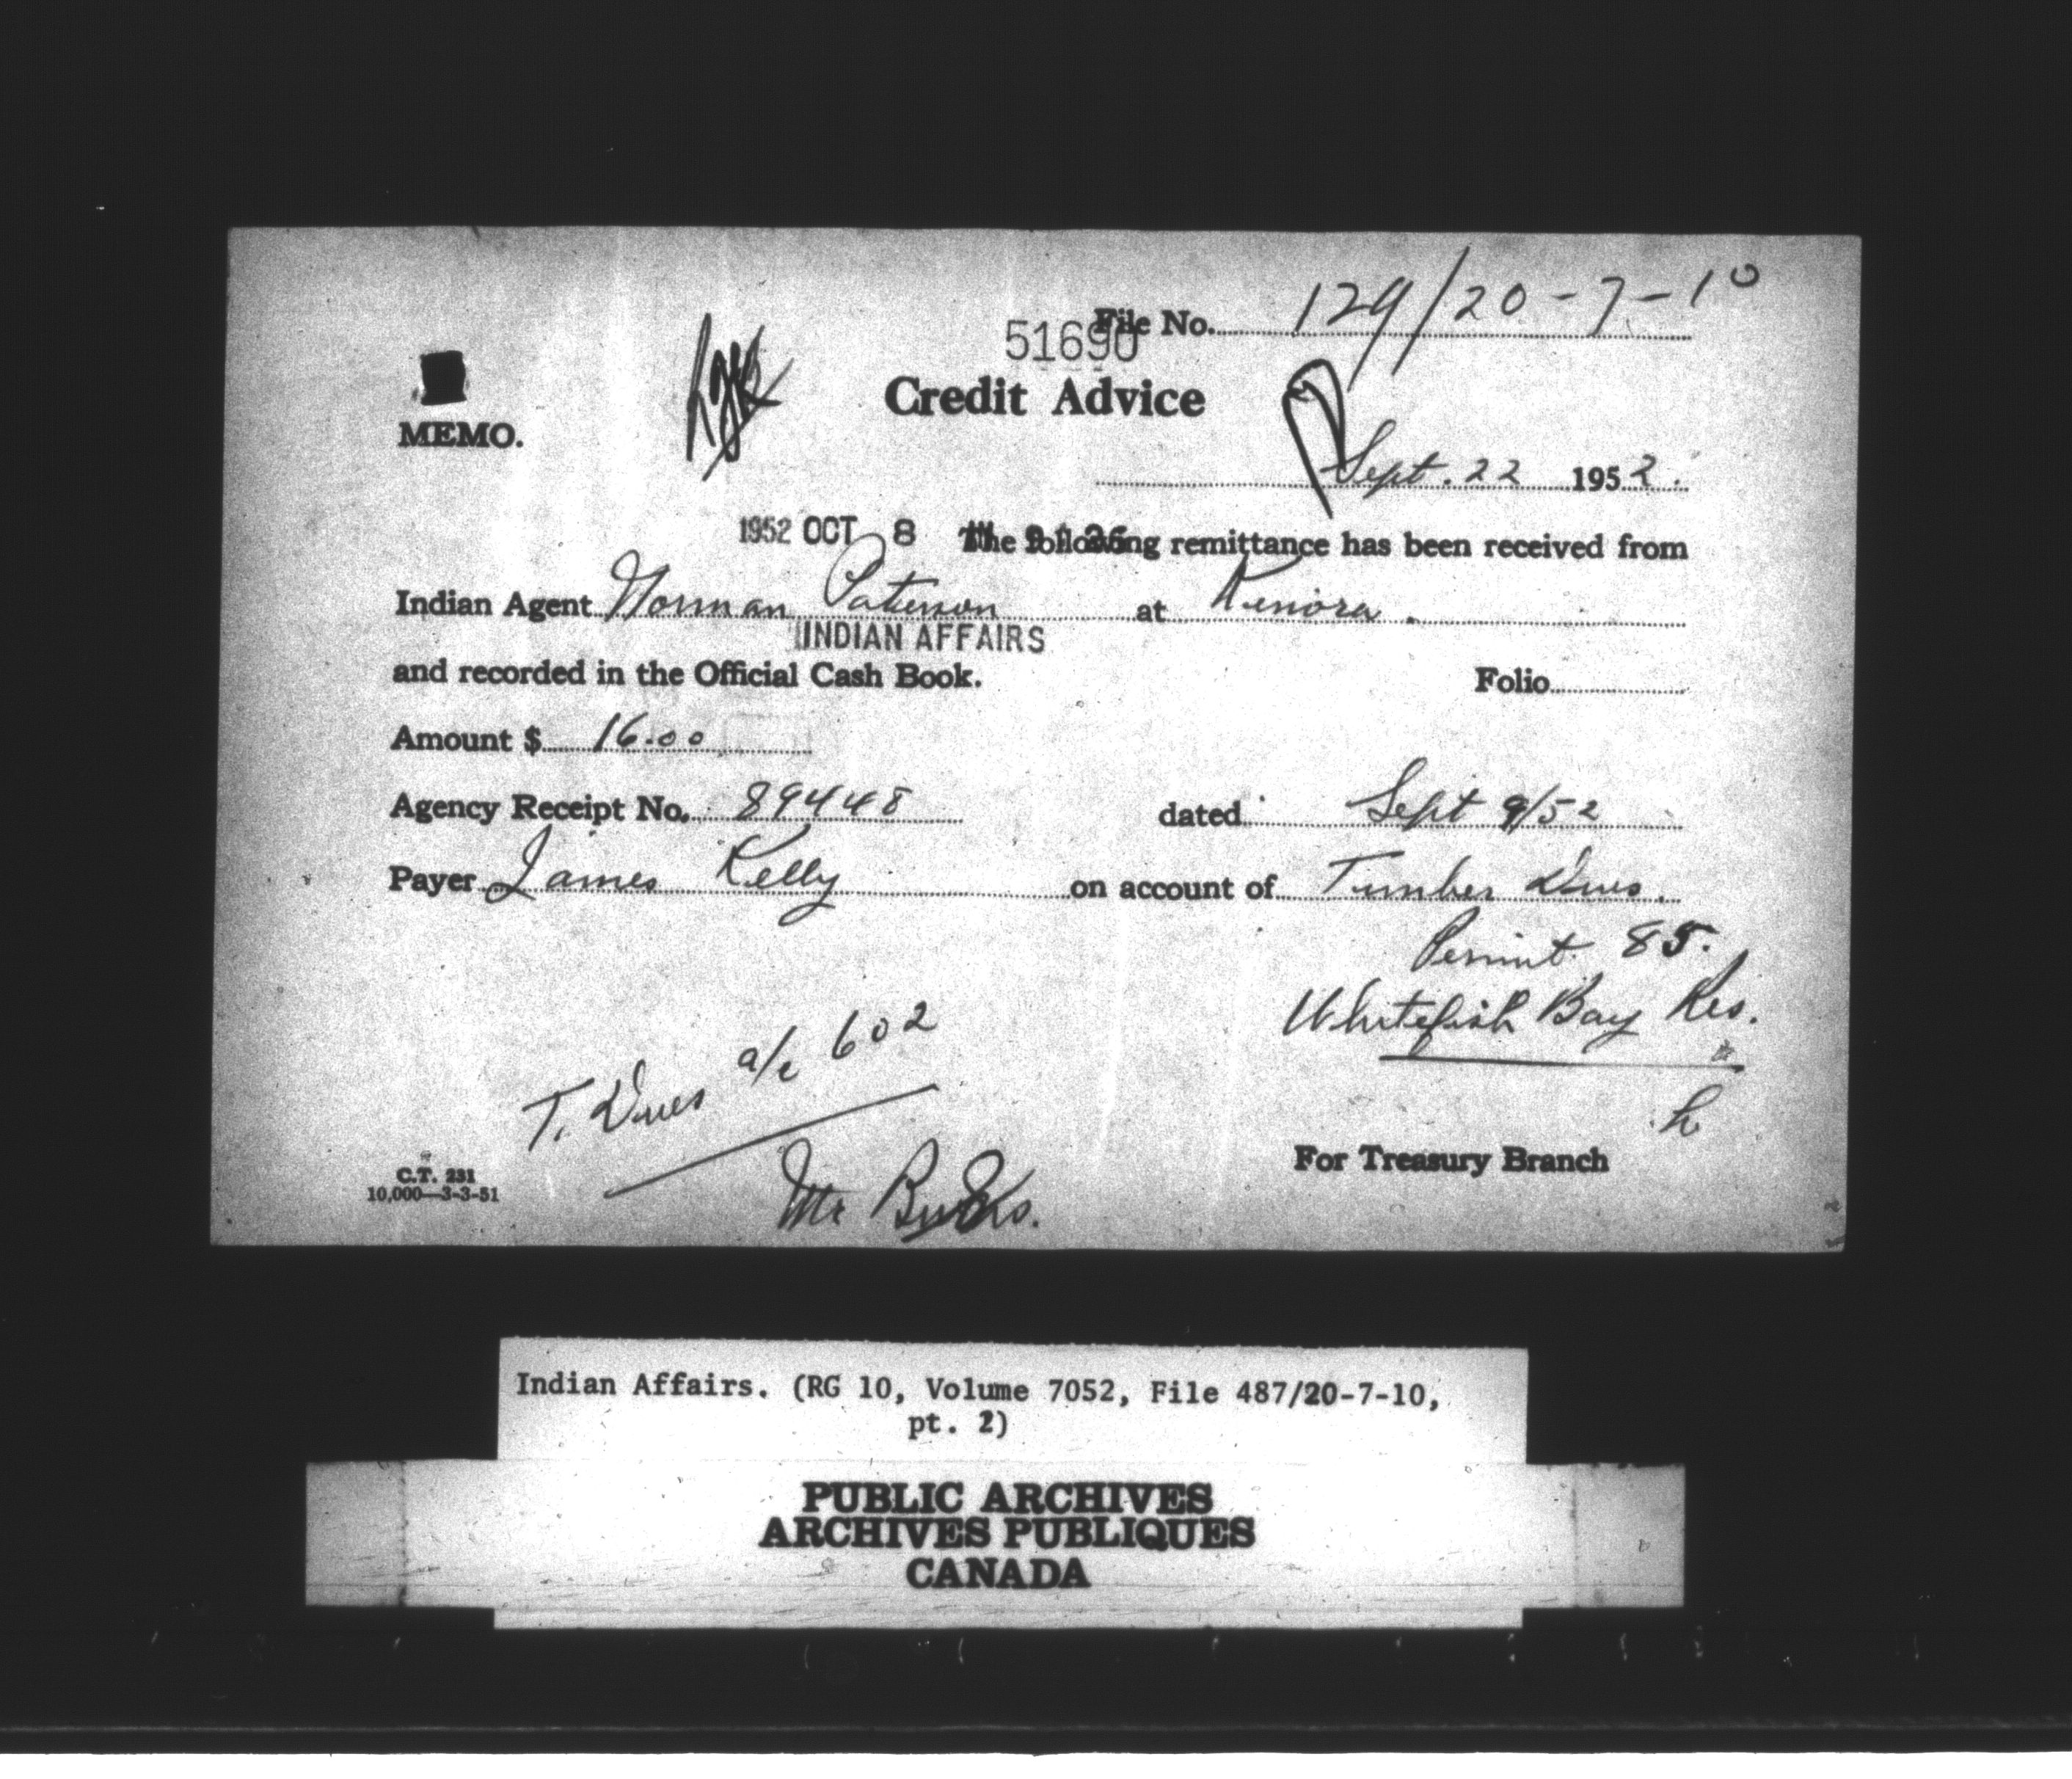 File No. 129/20-7-10
51690
Credit Advice
MEMO.
Sept. 22 1952.
1952 OCT 8
The following remittance has been received from
Indian Agent Norman Paterson at Kenora.
INDIAN AFFAIRS
and recorded in the Official Cash Book. Folio
Amount $ 16.00
Agency Receipt No. 89448 dated Sept 9/52
Payer James Kelly on account of Timber Dues.
Permit 85.
Whitefish Bay Res.
T. Dues a/c 602
For Treasury Branch
C.T. 231
10,000—3-3-51
Mr
Indian Affairs. (RG 10, Volume 7052, File 487/20-7-10,
pt. 2)
PUBLIC ARCHIVES
ARCHIVES PUBLIQUES
CANADA